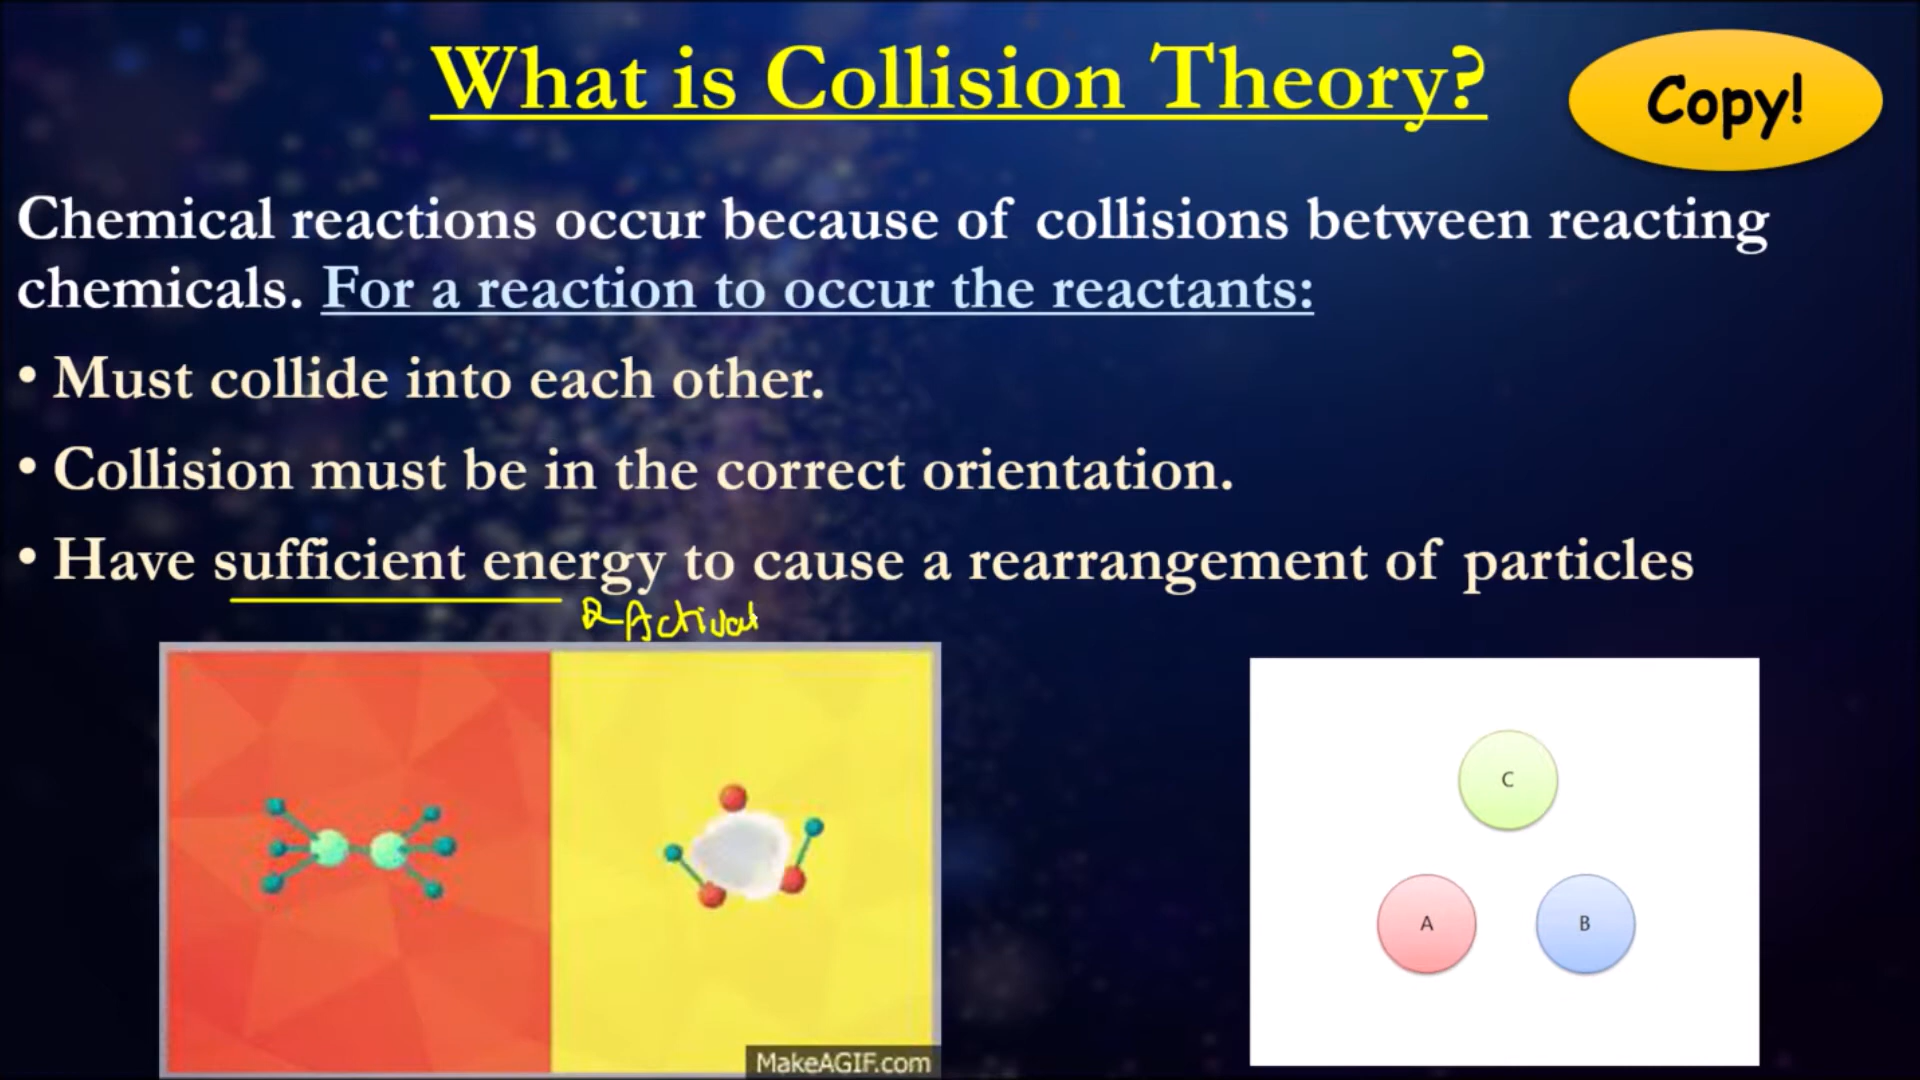 What is Collision Theory?
Copy!
Chemical reactions occur because of collisions between reacting
chemicals. For a reaction to occur the reactants:
• Must collide into each other.
• Collision must be in the correct orientation.
• Have sufficient energy to cause a rearrangement of particles
Activat
C
A
B
MakeAGIF.com